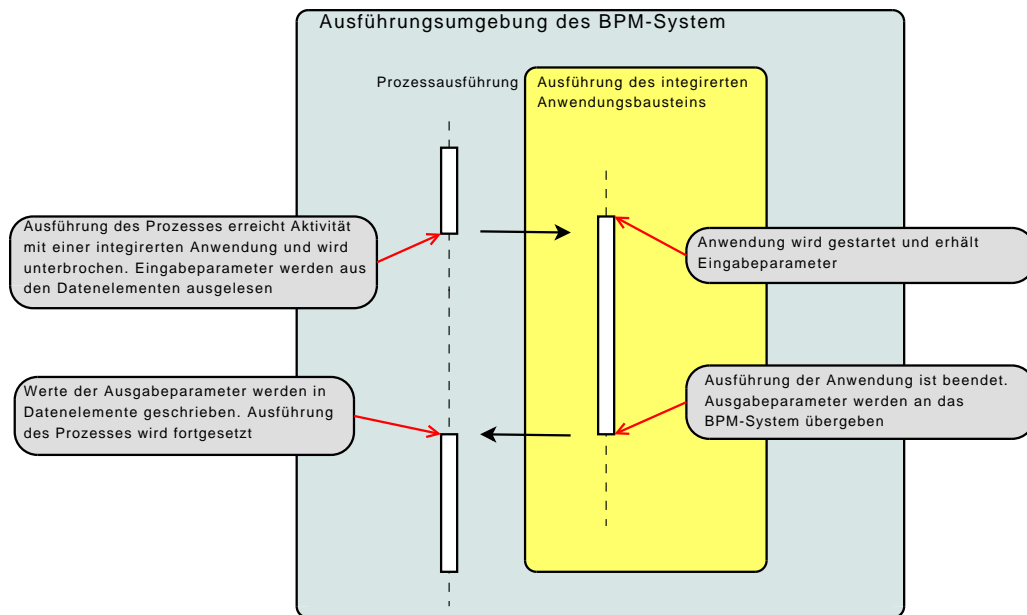 Ausführungsumgebung des BPM-System
Prozessausführung
Ausführung des integrierten
Anwendungsbausteins
Ausführung des Prozesses erreicht Aktivität
mit einer integrierten Anwendung und wird
unterbrochen. Eingabeparameter werden aus
den Datenelementen ausgelesen
Anwendung wird gestartet und erhält
Eingabeparameter
Werte der Ausgabeparameter werden in
Datenelemente geschrieben. Ausführung
des Prozesses wird fortgesetzt
Ausführung der Anwendung ist beendet.
Ausgabeparameter werden an das
BPM-System übergeben